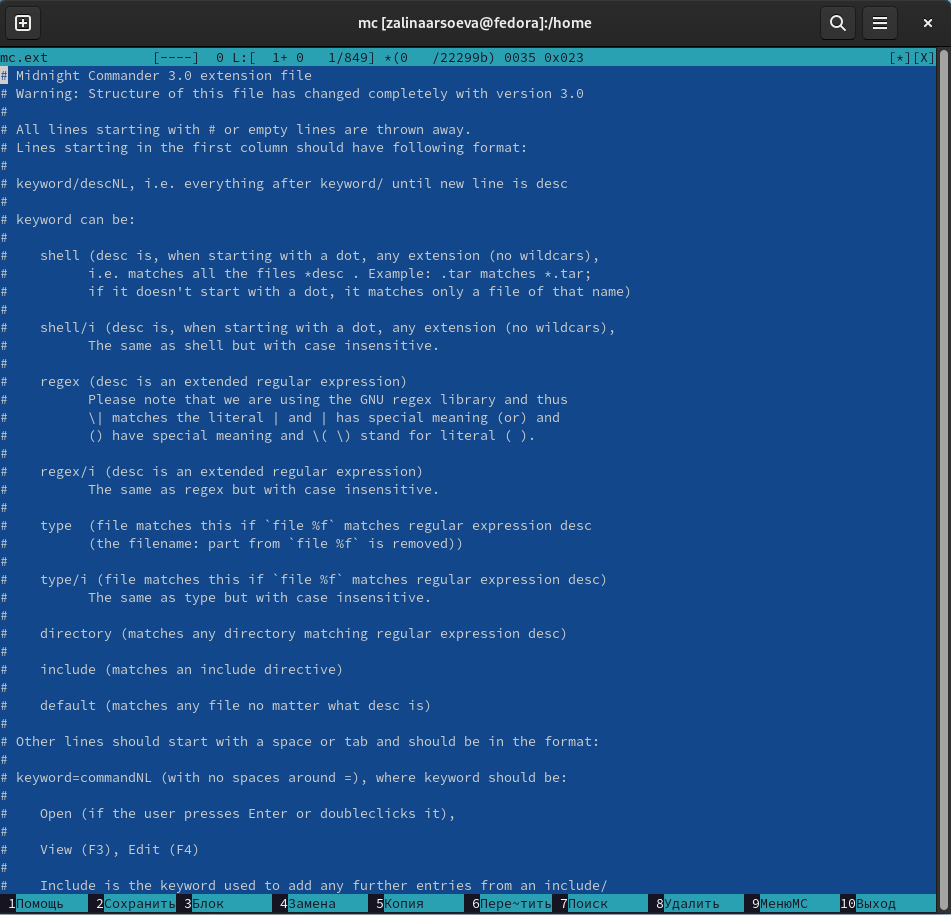 mc [zalinaarsoeva@fedora]:/home
mc.ext [----] 0 L:[ 1+ 0 1/849] *(0 /22299b) 0035 0x023 [*][X]
# Midnight Commander 3.0 extension file
# Warning: Structure of this file has changed completely with version 3.0
#
# All lines starting with # or empty lines are thrown away.
# Lines starting in the first column should have following format:
#
# keyword/descNL, i.e. everything after keyword/ until new line is desc
#
# keyword can be:
#
#    shell (desc is, when starting with a dot, any extension (no wildcars),
#          i.e. matches all the files *desc . Example: .tar matches *.tar;
#          if it doesn't start with a dot, it matches only a file of that name)
#
#    shell/i (desc is, when starting with a dot, any extension (no wildcars),
#          The same as shell but with case insensitive.
#
#    regex (desc is an extended regular expression)
#          Please note that we are using the GNU regex library and thus
#          \| matches the literal | and | has special meaning (or) and
#          () have special meaning and \( \) stand for literal ( ).
#
#    regex/i (desc is an extended regular expression)
#          The same as regex but with case insensitive.
#
#    type  (file matches this if `file %f` matches regular expression desc
#          (the filename: part from `file %f` is removed))
#
#    type/i (file matches this if `file %f` matches regular expression desc)
#          The same as type but with case insensitive.
#
#    directory (matches any directory matching regular expression desc)
#
#    include (matches an include directive)
#
#    default (matches any file no matter what desc is)
#
# Other lines should start with a space or tab and should be in the format:
#
# keyword=commandNL (with no spaces around =), where keyword should be:
#
#    Open (if the user presses Enter or doubleclicks it),
#
#    View (F3), Edit (F4)
#
#    Include is the keyword used to add any further entries from an include/
1Помощь 2Сохранить 3Блок 4Замена 5Копия 6Пере~тить 7Поиск 8Удалить 9МенюМС 10Выход